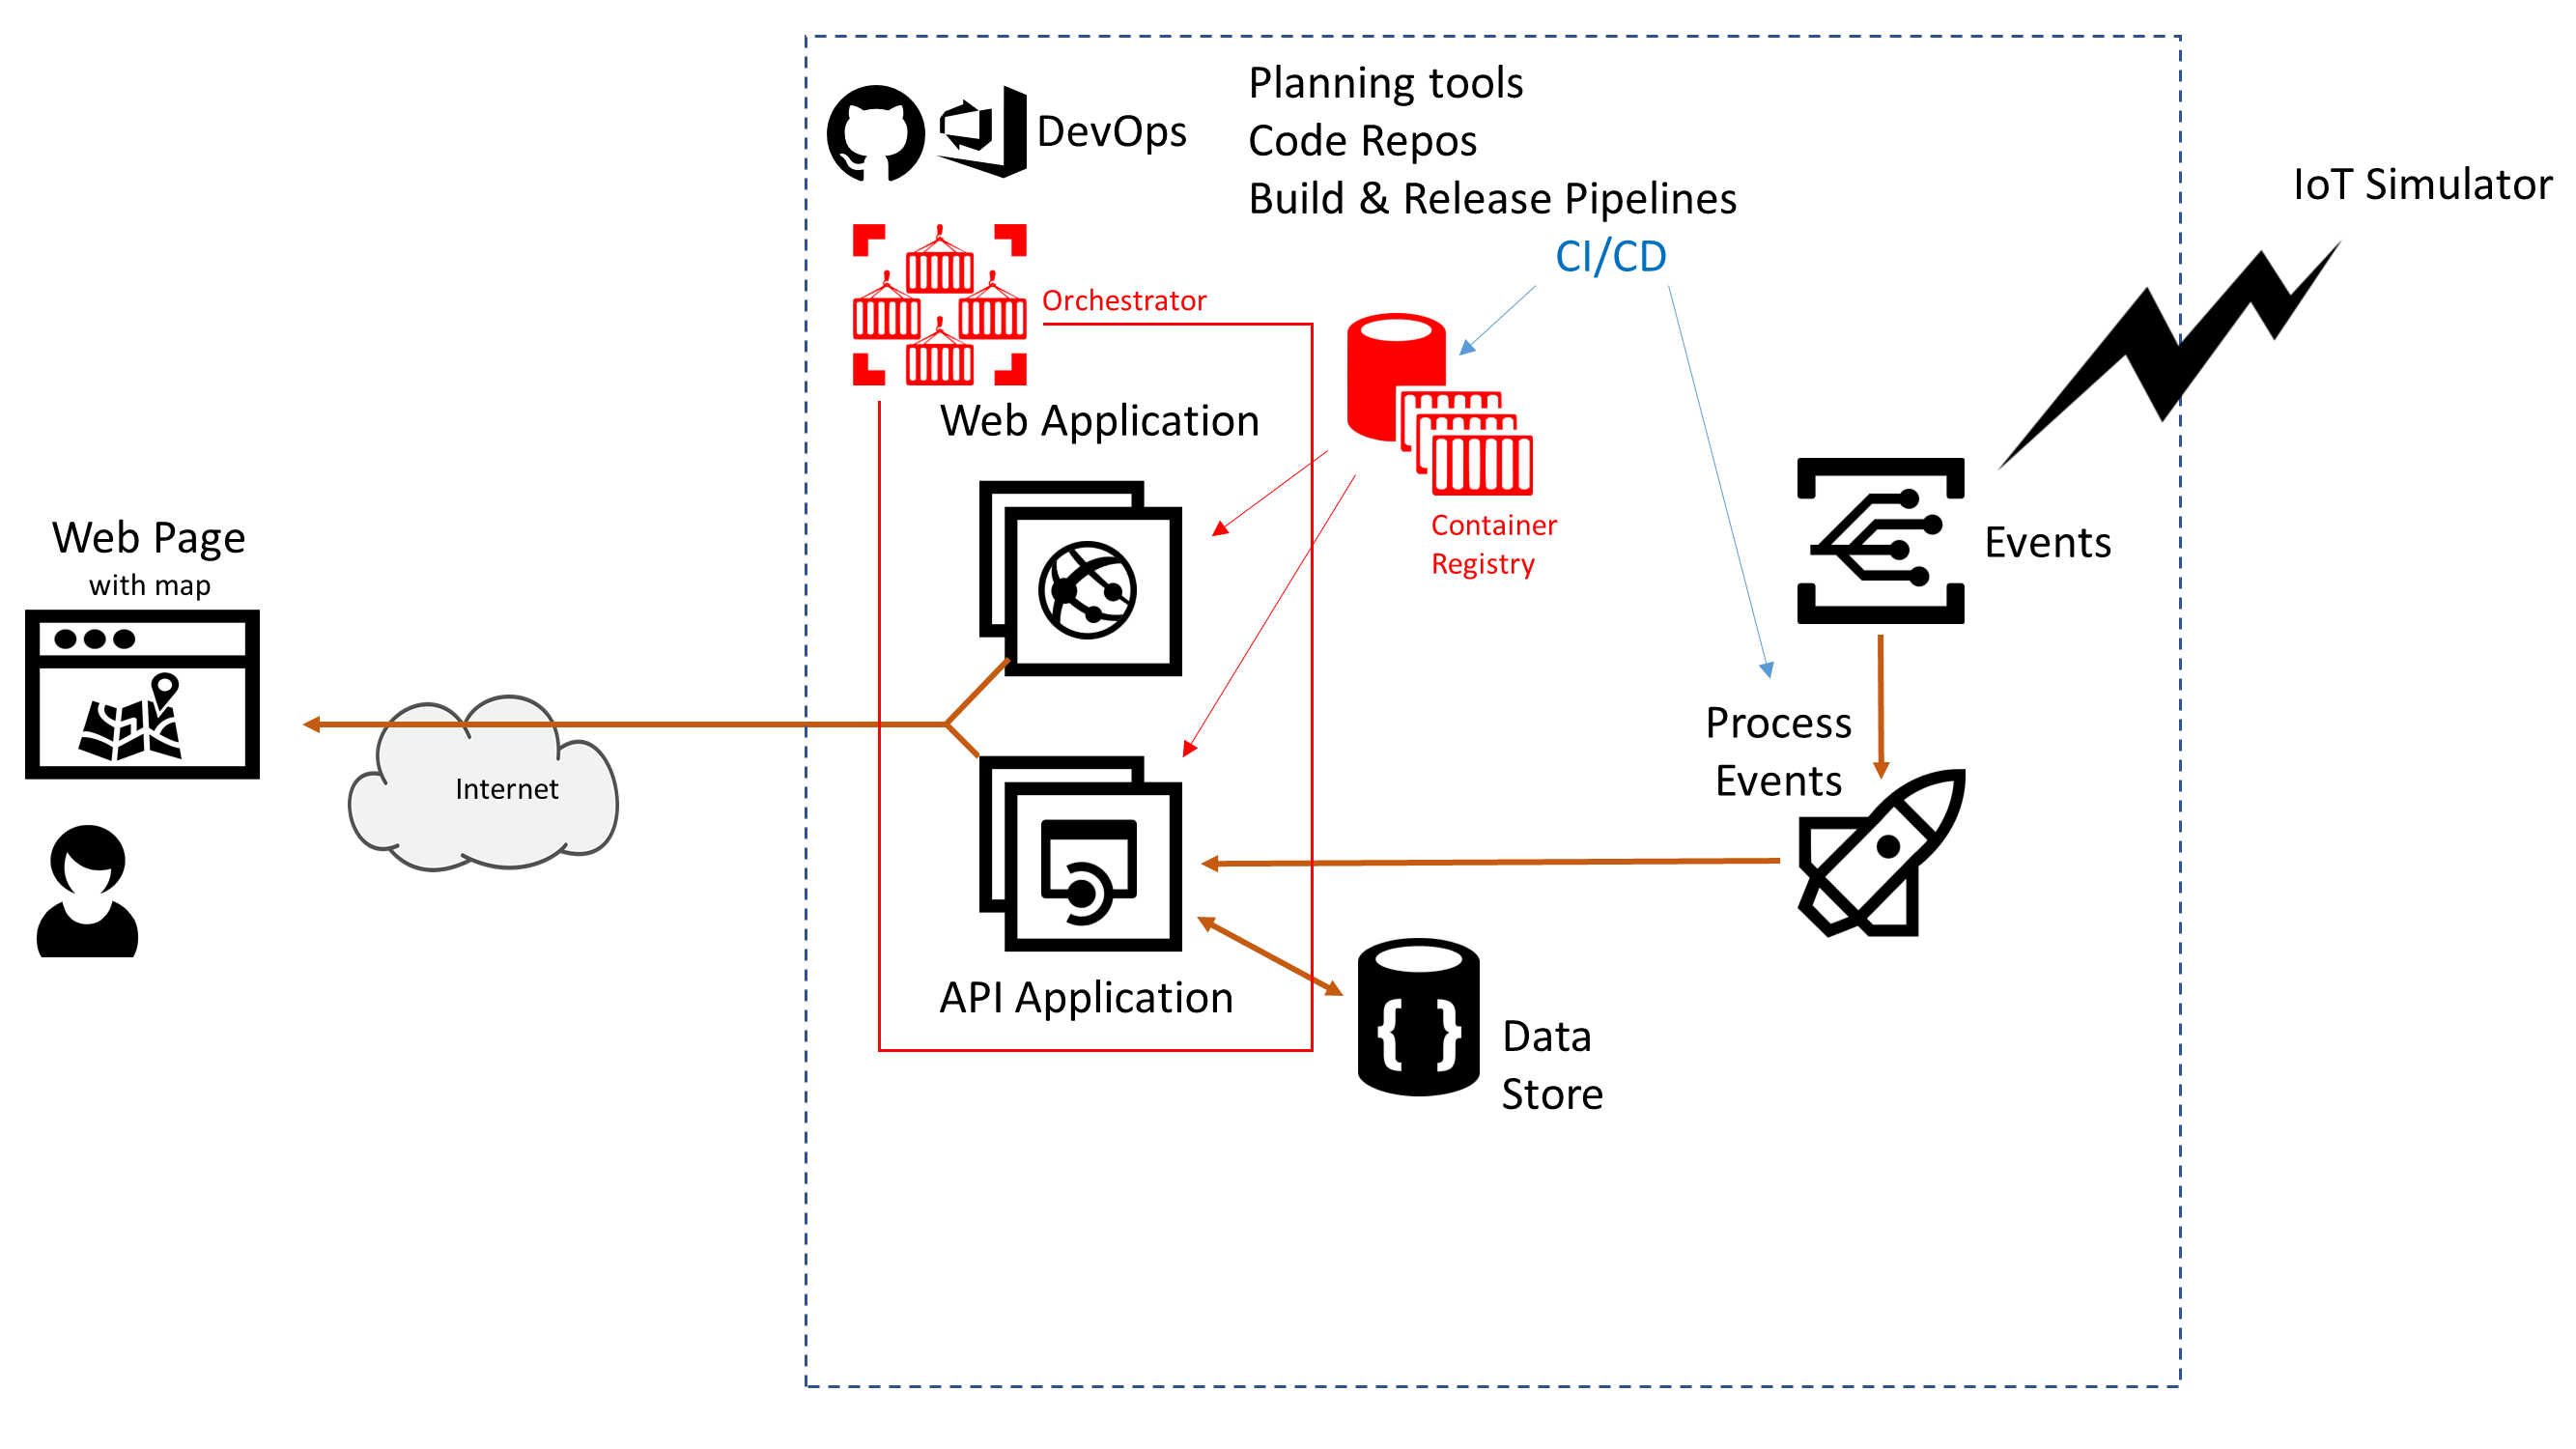 DevOps
Planning tools
Code Repos
Build & Release Pipelines
CI/CD
IoT Simulator
Orchestrator
Web Application
Container
Registry
Events
Web Page
with map
Internet
Process
Events
API Application
Data
Store